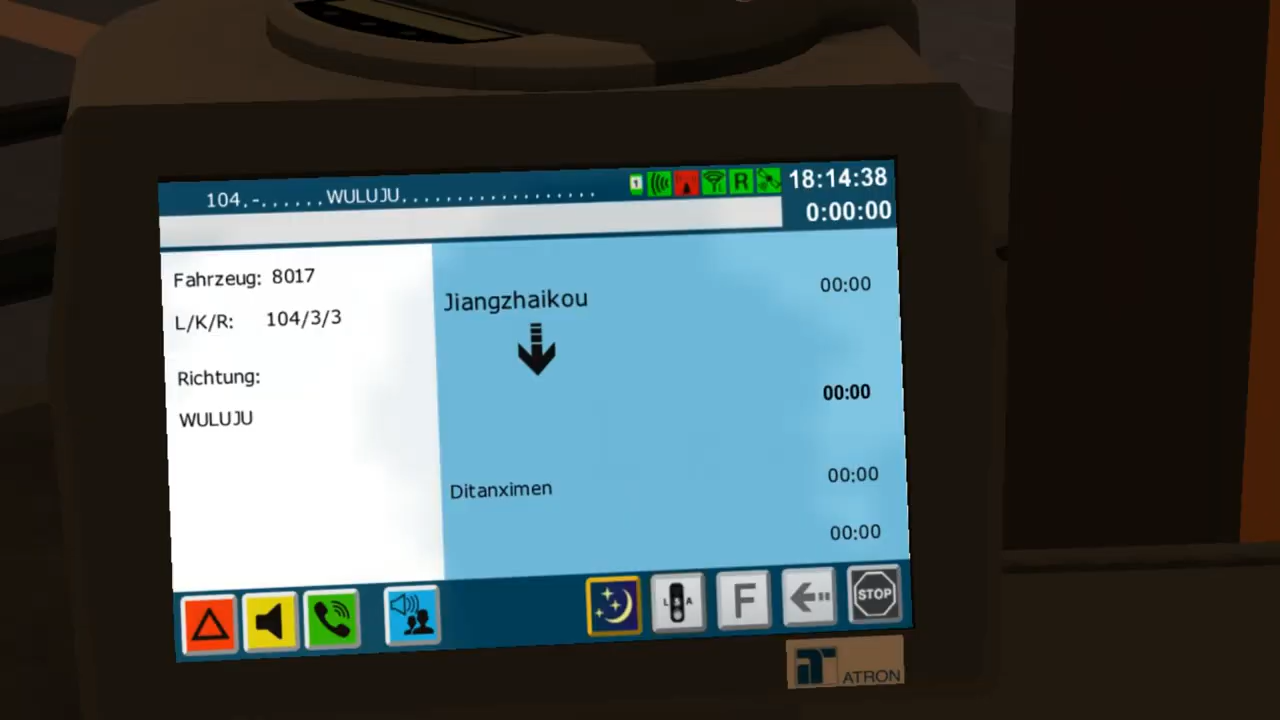 104.-......WULUJU..................
1
R
18:14:38
0:00:00
Fahrzeug: 8017
L/K/R: 104/3/3
Richtung:
WULUJU
Jiangzhaikou
00:00
00:00
Ditanximen
00:00
00:00
L S A
F
STOP
ATRON